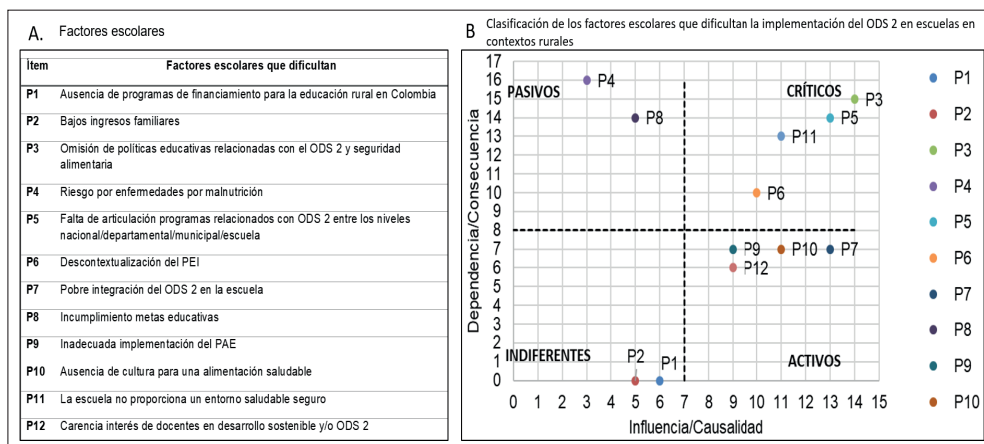 A. Factores escolares
Ítem Factores escolares que dificultan
P1 Ausencia de programas de financiamiento para la educación rural en Colombia
P2 Bajos ingresos familiares
P3 Omisión de políticas educativas relacionadas con el ODS 2 y seguridad
alimentaria
P4 Riesgo por enfermedades por malnutrición
P5 Falta de articulación programas relacionados con ODS 2 entre los niveles
nacional/departamental/municipal/escuela
P6 Descontextualización del PEI
P7 Pobre integración del ODS 2 en la escuela
P8 Incumplimiento metas educativas
P9 Inadecuada implementación del PAE
P10 Ausencia de cultura para una alimentación saludable
P11 La escuela no proporciona un entorno saludable seguro
P12 Carencia interés de docentes en desarrollo sostenible y/o ODS 2
B Clasificación de los factores escolares que dificultan la implementación del ODS 2 en escuelas en
contextos rurales
Dependencia/Consecuencia
17
16
15
14
13
12
11
10
9
8
7
6
5
4
3
2
1
0
PASIVOS
CRÍTICOS
P4
P3
P8
P5
P11
P6
P9
P10
P7
P12
INDIFERENTES
P2
P1
ACTIVOS
0 1 2 3 4 5 6 7 8 9 10 11 12 13 14 15
Influencia/Causalidad
P1
P2
P3
P4
P5
P6
P7
P8
P9
P10